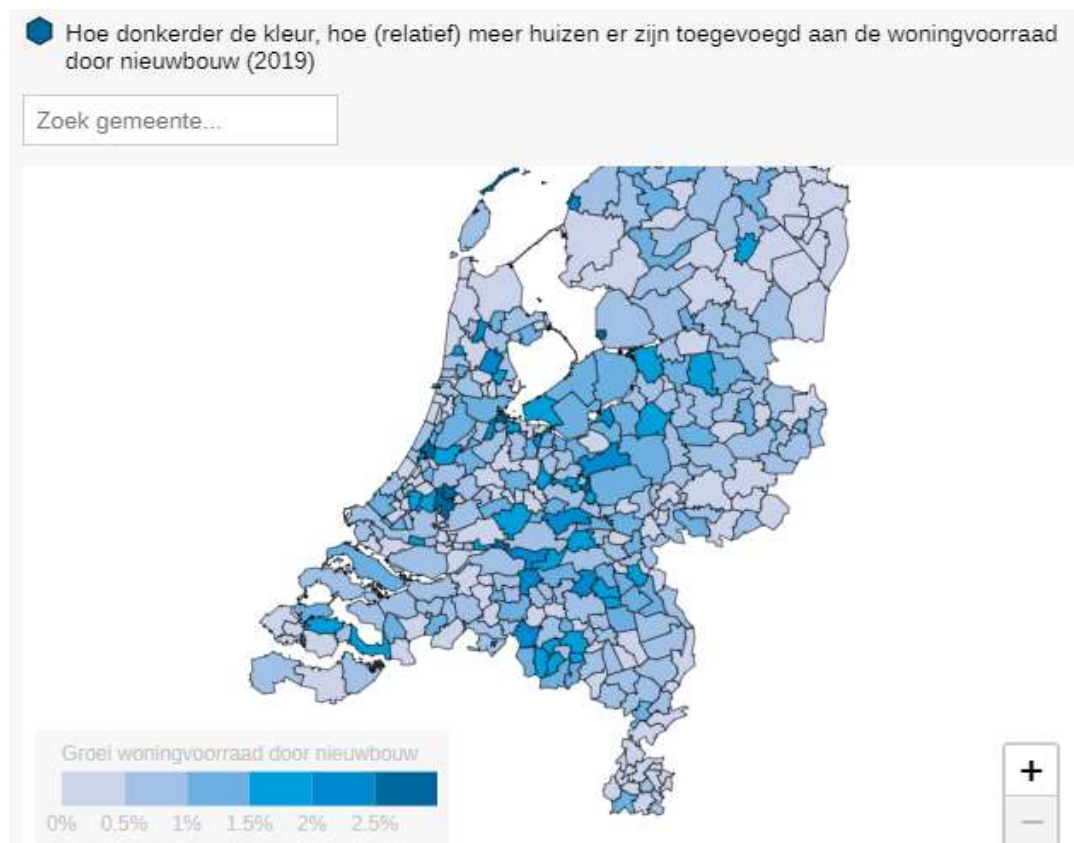 Hoe donkerder de kleur, hoe (relatief) meer huizen er zijn toegevoegd aan de woningvoorraad
door nieuwbouw (2019)
Zoek gemeente...
Groei woningvoorraad door nieuwbouw
0% 0.5% 1% 1.5% 2% 2.5%
+
−